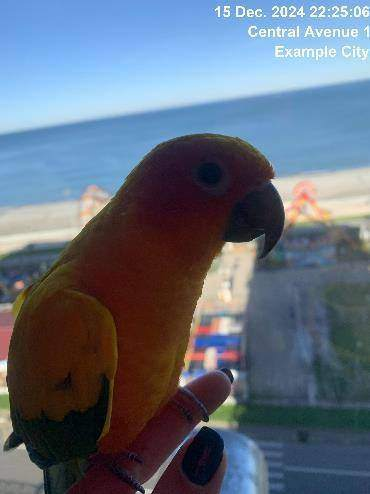 15 Dec. 2024 22:25:06
Central Avenue 1
Example City